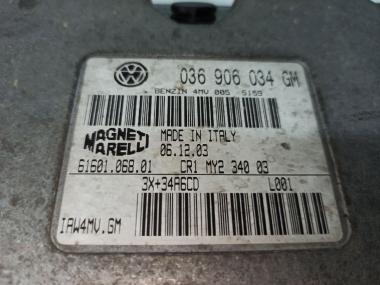 036 906 034 GM
BENZIN 4MV 005 5159
MAGNETI
MARELLI
MADE IN ITALY
06.12.03
61601.068.01 CR1 MY2 340 03
3X+34A6CD L001
IAW4MV.GM